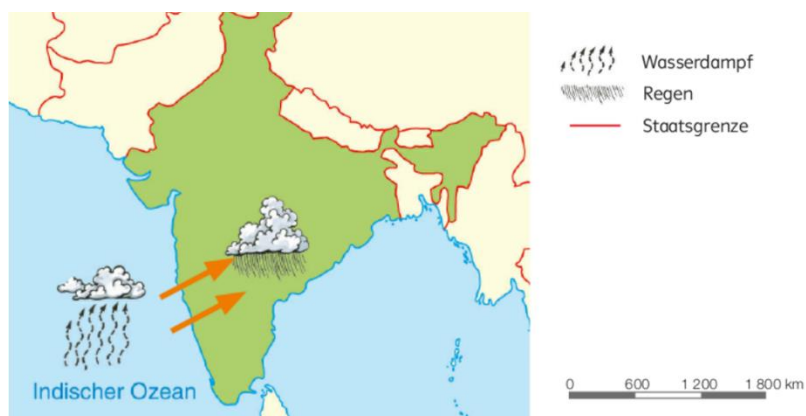 Wasserdampf
Regen
Staatsgrenze
Indischer Ozean
0 600 1 200 1 800 km